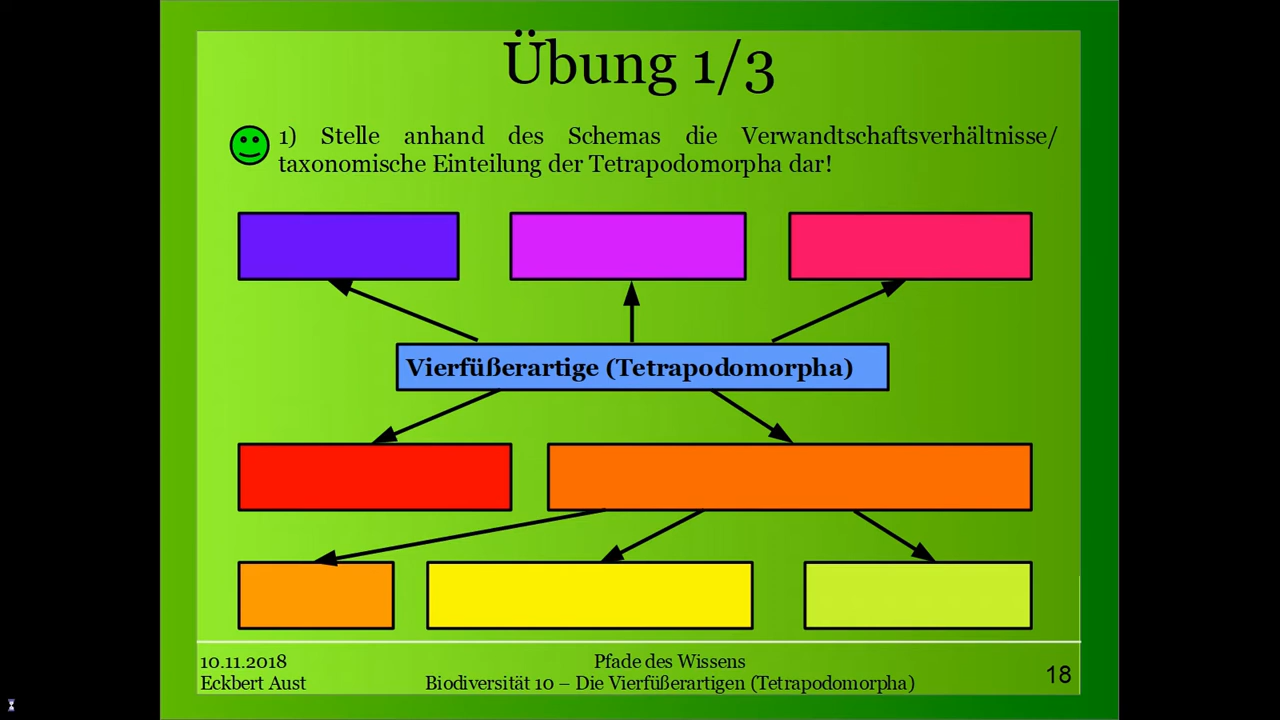 Übung 1/3
1) Stelle anhand des Schemas die Verwandtschaftsverhältnisse/
taxonomische Einteilung der Tetrapodomorpha dar!
Vierfüßerartige (Tetrapodomorpha)
10.11.2018
Eckbert Aust
Pfade des Wissens
Biodiversität 10 – Die Vierfüßerartigen (Tetrapodomorpha)
18